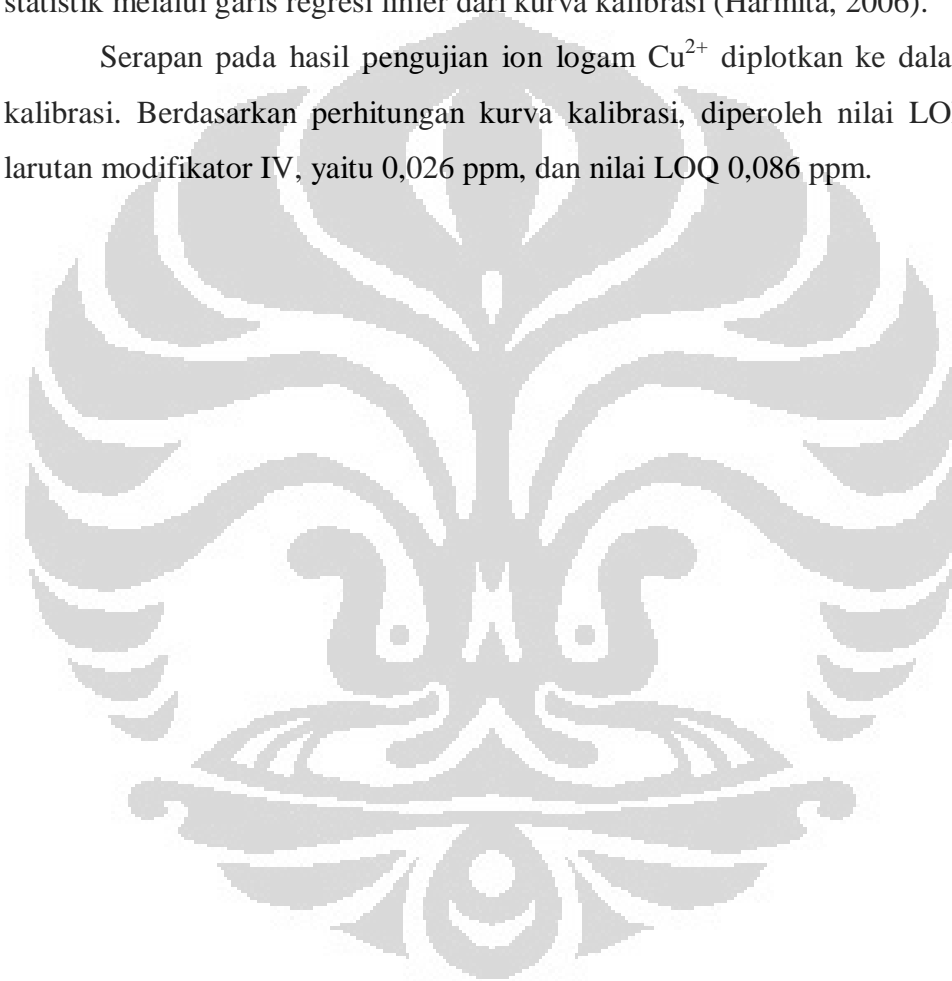 statistik melalui garis regresi linier dari kurva kalibrasi (Harmita, 2006).
Serapan pada hasil pengujian ion logam Cu²⁺ diplotkan ke dala
kalibrasi. Berdasarkan perhitungan kurva kalibrasi, diperoleh nilai LO
larutan modifikator IV, yaitu 0,026 ppm, dan nilai LOQ 0,086 ppm.